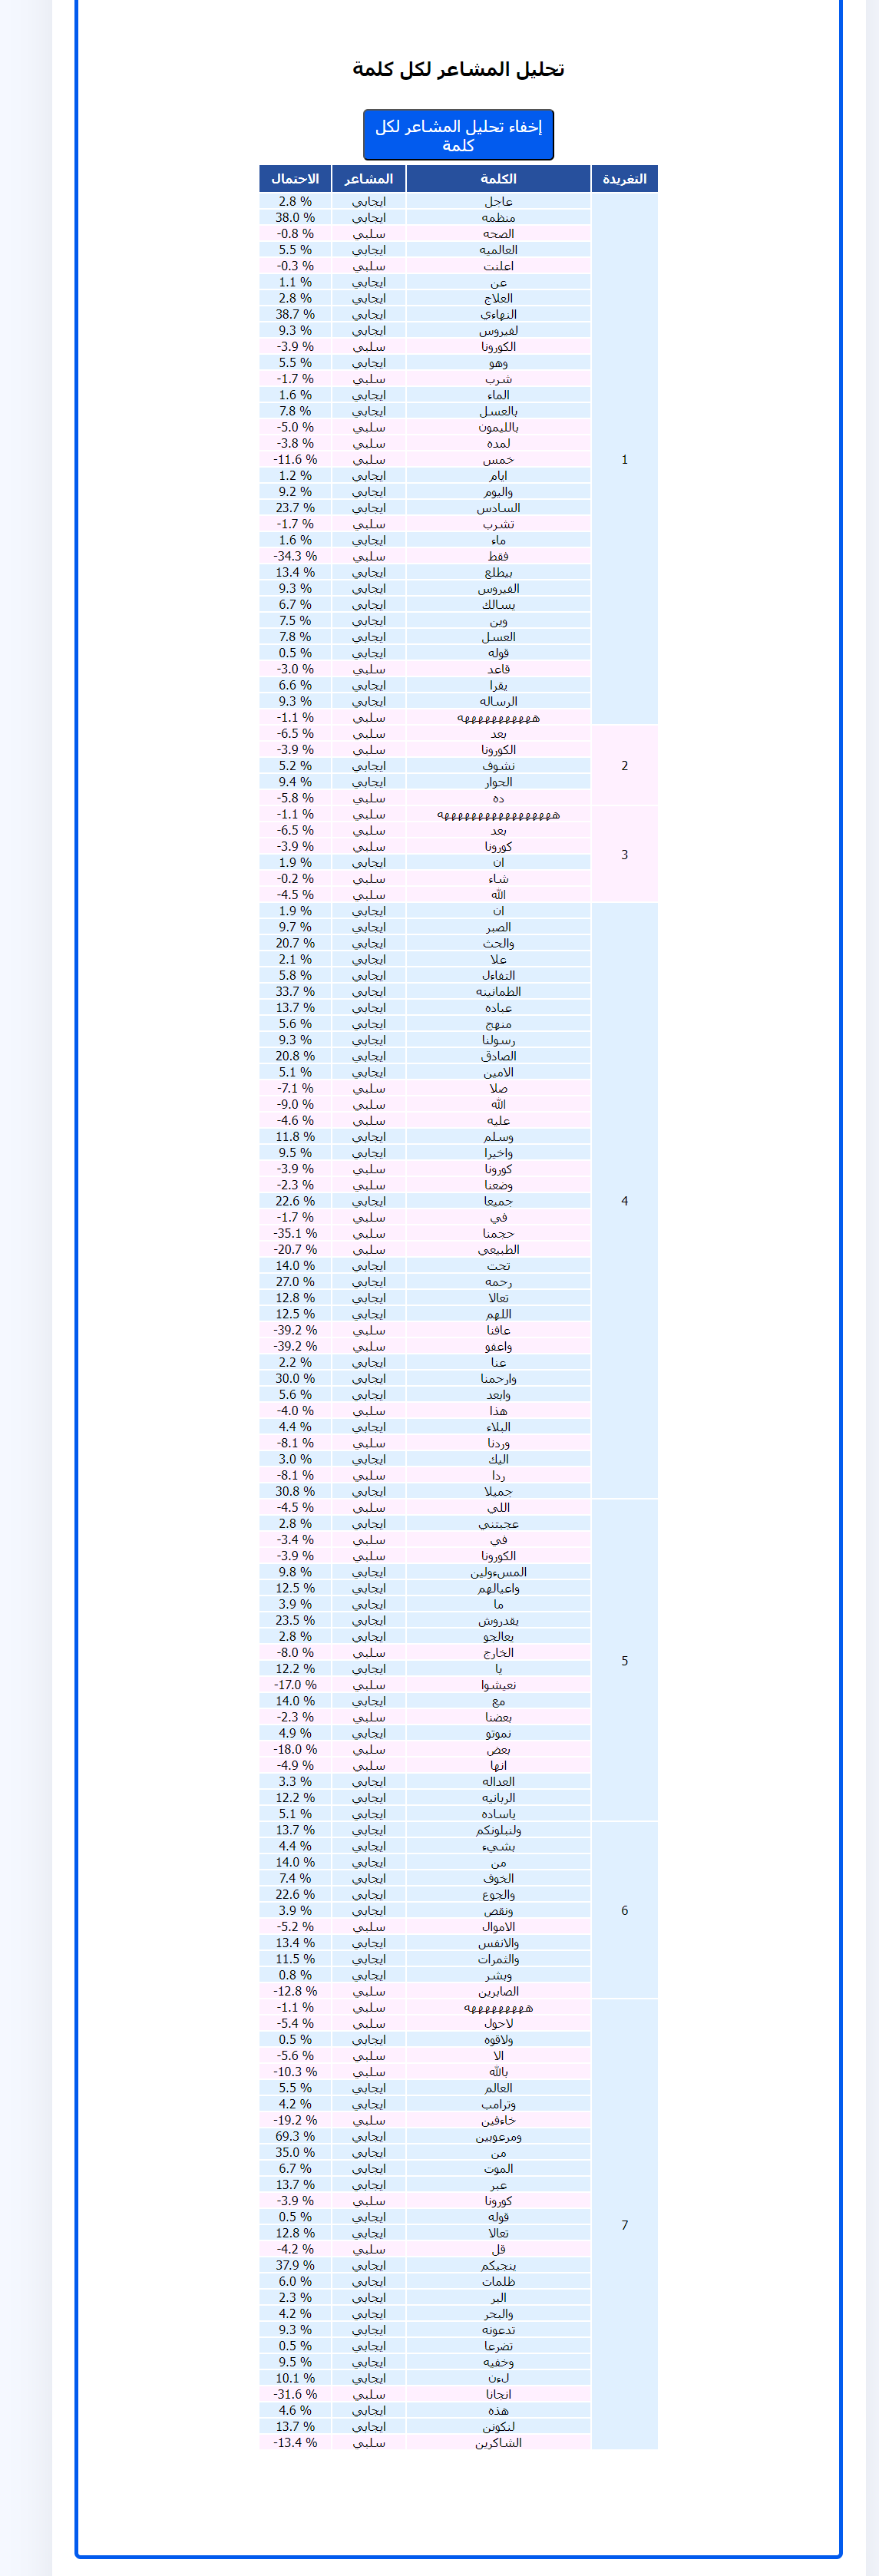 تحليل المشاعر لكل كلمة
إخفاء تحليل المشاعر لكل
كلمة
التغريدة الكلمة المشاعر الاحتمال
1
عاجل ايجابي 2.8 %
منظمه ايجابي 38.0 %
الصحه سلبي -0.8 %
العالميه ايجابي 5.5 %
اعلنت سلبي -0.3 %
عن ايجابي 1.1 %
العلاج ايجابي 2.8 %
النهاءي ايجابي 38.7 %
لفيروس ايجابي 9.3 %
الكورونا سلبي -3.9 %
وهو ايجابي 5.5 %
شرب سلبي -1.7 %
الماء ايجابي 1.6 %
بالعسل ايجابي 7.8 %
بالليمون سلبي -5.0 %
لمده سلبي -3.8 %
خمس سلبي -11.6 %
ايام ايجابي 1.2 %
واليوم ايجابي 9.2 %
السادس ايجابي 23.7 %
تشرب سلبي -1.7 %
ماء ايجابي 1.6 %
فقط سلبي -34.3 %
بيطلع ايجابي 13.4 %
الفيروس ايجابي 9.3 %
يسالك ايجابي 6.7 %
وين ايجابي 7.5 %
العسل ايجابي 7.8 %
قوله ايجابي 0.5 %
قاعد سلبي -3.0 %
يقرا ايجابي 6.6 %
الرساله ايجابي 9.3 %
هههههههههههه سلبي -1.1 %
2
بعد سلبي -6.5 %
الكورونا سلبي -3.9 %
نشوف ايجابي 5.2 %
الحوار ايجابي 9.4 %
ده سلبي -5.8 %
3
هههههههههههههههههه سلبي -1.1 %
بعد سلبي -6.5 %
كورونا سلبي -3.9 %
ان ايجابي 1.9 %
شاء سلبي -0.2 %
الله سلبي -4.5 %
4
ان ايجابي 1.9 %
الصبر ايجابي 9.7 %
والحث ايجابي 20.7 %
علا ايجابي 2.1 %
التفاءل ايجابي 5.8 %
الطمانينه ايجابي 33.7 %
عباده ايجابي 13.7 %
منهج ايجابي 5.6 %
رسولنا ايجابي 9.3 %
الصادق ايجابي 20.8 %
الامين ايجابي 5.1 %
صلا سلبي -7.1 %
الله سلبي -9.0 %
عليه سلبي -4.6 %
وسلم ايجابي 11.8 %
واخيرا ايجابي 9.5 %
كورونا سلبي -3.9 %
وضعنا سلبي -2.3 %
جميعا ايجابي 22.6 %
في سلبي -1.7 %
حجمنا سلبي -35.1 %
الطبيعي سلبي -20.7 %
تحت ايجابي 14.0 %
رحمه ايجابي 27.0 %
تعالا ايجابي 12.8 %
اللهم ايجابي 12.5 %
عافنا سلبي -39.2 %
واعفو سلبي -39.2 %
عنا ايجابي 2.2 %
وارحمنا ايجابي 30.0 %
وابعد ايجابي 5.6 %
هذا سلبي -4.0 %
البلاء ايجابي 4.4 %
وردنا سلبي -8.1 %
اليك ايجابي 3.0 %
ردا سلبي -8.1 %
جميلا ايجابي 30.8 %
5
اللي سلبي -4.5 %
عجبتني ايجابي 2.8 %
في سلبي -3.4 %
الكورونا سلبي -3.9 %
المسءولين ايجابي 9.8 %
واعيالهم ايجابي 12.5 %
ما ايجابي 3.9 %
يقدروش ايجابي 23.5 %
يعالجو ايجابي 2.8 %
الخارج سلبي -8.0 %
يا ايجابي 12.2 %
نعيشوا سلبي -17.0 %
مع ايجابي 14.0 %
بعضنا سلبي -2.3 %
نموتو ايجابي 4.9 %
بعض سلبي -18.0 %
انها سلبي -4.9 %
العداله ايجابي 3.3 %
الربانيه ايجابي 12.2 %
ياساده ايجابي 5.1 %
6
ولنبلونكم ايجابي 13.7 %
بشيء ايجابي 4.4 %
من ايجابي 14.0 %
الخوف ايجابي 7.4 %
والجوع ايجابي 22.6 %
ونقص ايجابي 3.9 %
الاموال سلبي -5.2 %
والانفس ايجابي 13.4 %
والثمرات ايجابي 11.5 %
وبشر ايجابي 0.8 %
الصابرين سلبي -12.8 %
7
هههههههههه سلبي -1.1 %
لاحول سلبي -5.4 %
ولاقوه ايجابي 0.5 %
الا سلبي -5.6 %
بالله سلبي -10.3 %
العالم ايجابي 5.5 %
وترامب ايجابي 4.2 %
خاءفين سلبي -19.2 %
ومرعوبين ايجابي 69.3 %
من ايجابي 35.0 %
الموت ايجابي 6.7 %
عبر ايجابي 13.7 %
كورونا سلبي -3.9 %
قوله ايجابي 0.5 %
تعالا ايجابي 12.8 %
قل سلبي -4.2 %
ينجيكم ايجابي 37.9 %
ظلمات ايجابي 6.0 %
البر ايجابي 2.3 %
والبحر ايجابي 4.2 %
تدعونه ايجابي 9.3 %
تضرعا ايجابي 0.5 %
وخفيه ايجابي 9.5 %
لءن ايجابي 10.1 %
انجانا سلبي -31.6 %
هذه ايجابي 4.6 %
لنكونن ايجابي 13.7 %
الشاكرين سلبي -13.4 %